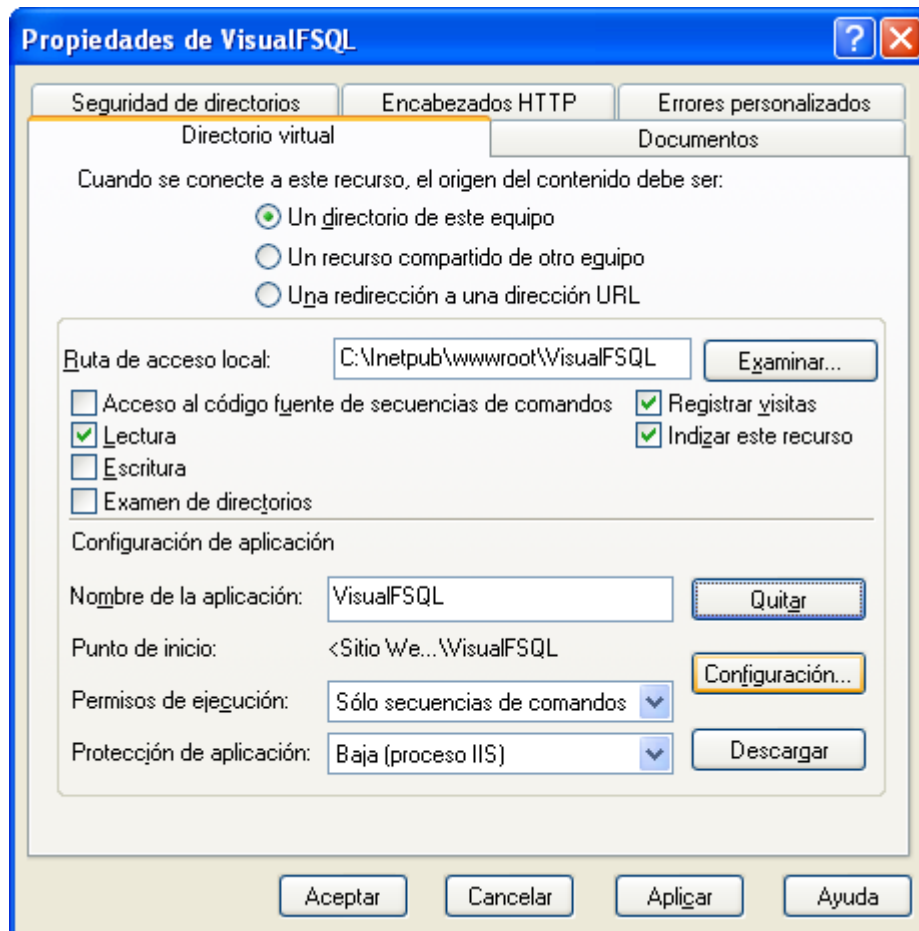 Propiedades de VisualFSQL
Seguridad de directorios Encabezados HTTP Errores personalizados
Directorio virtual Documentos
Cuando se conecte a este recurso, el origen del contenido debe ser:
Un directorio de este equipo
Un recurso compartido de otro equipo
Una redirección a una dirección URL
Ruta de acceso local: C:\Inetpub\wwwroot\VisualFSQL Examinar...
Acceso al código fuente de secuencias de comandos Registrar visitas
Lectura Indizar este recurso
Escritura
Examen de directorios
Configuración de aplicación
Nombre de la aplicación: VisualFSQL Quitar
Punto de inicio: <Sitio We...\VisualFSQL
Configuración...
Permisos de ejecución: Sólo secuencias de comandos
Protección de aplicación: Baja (proceso IIS) Descargar
Aceptar Cancelar Aplicar Ayuda